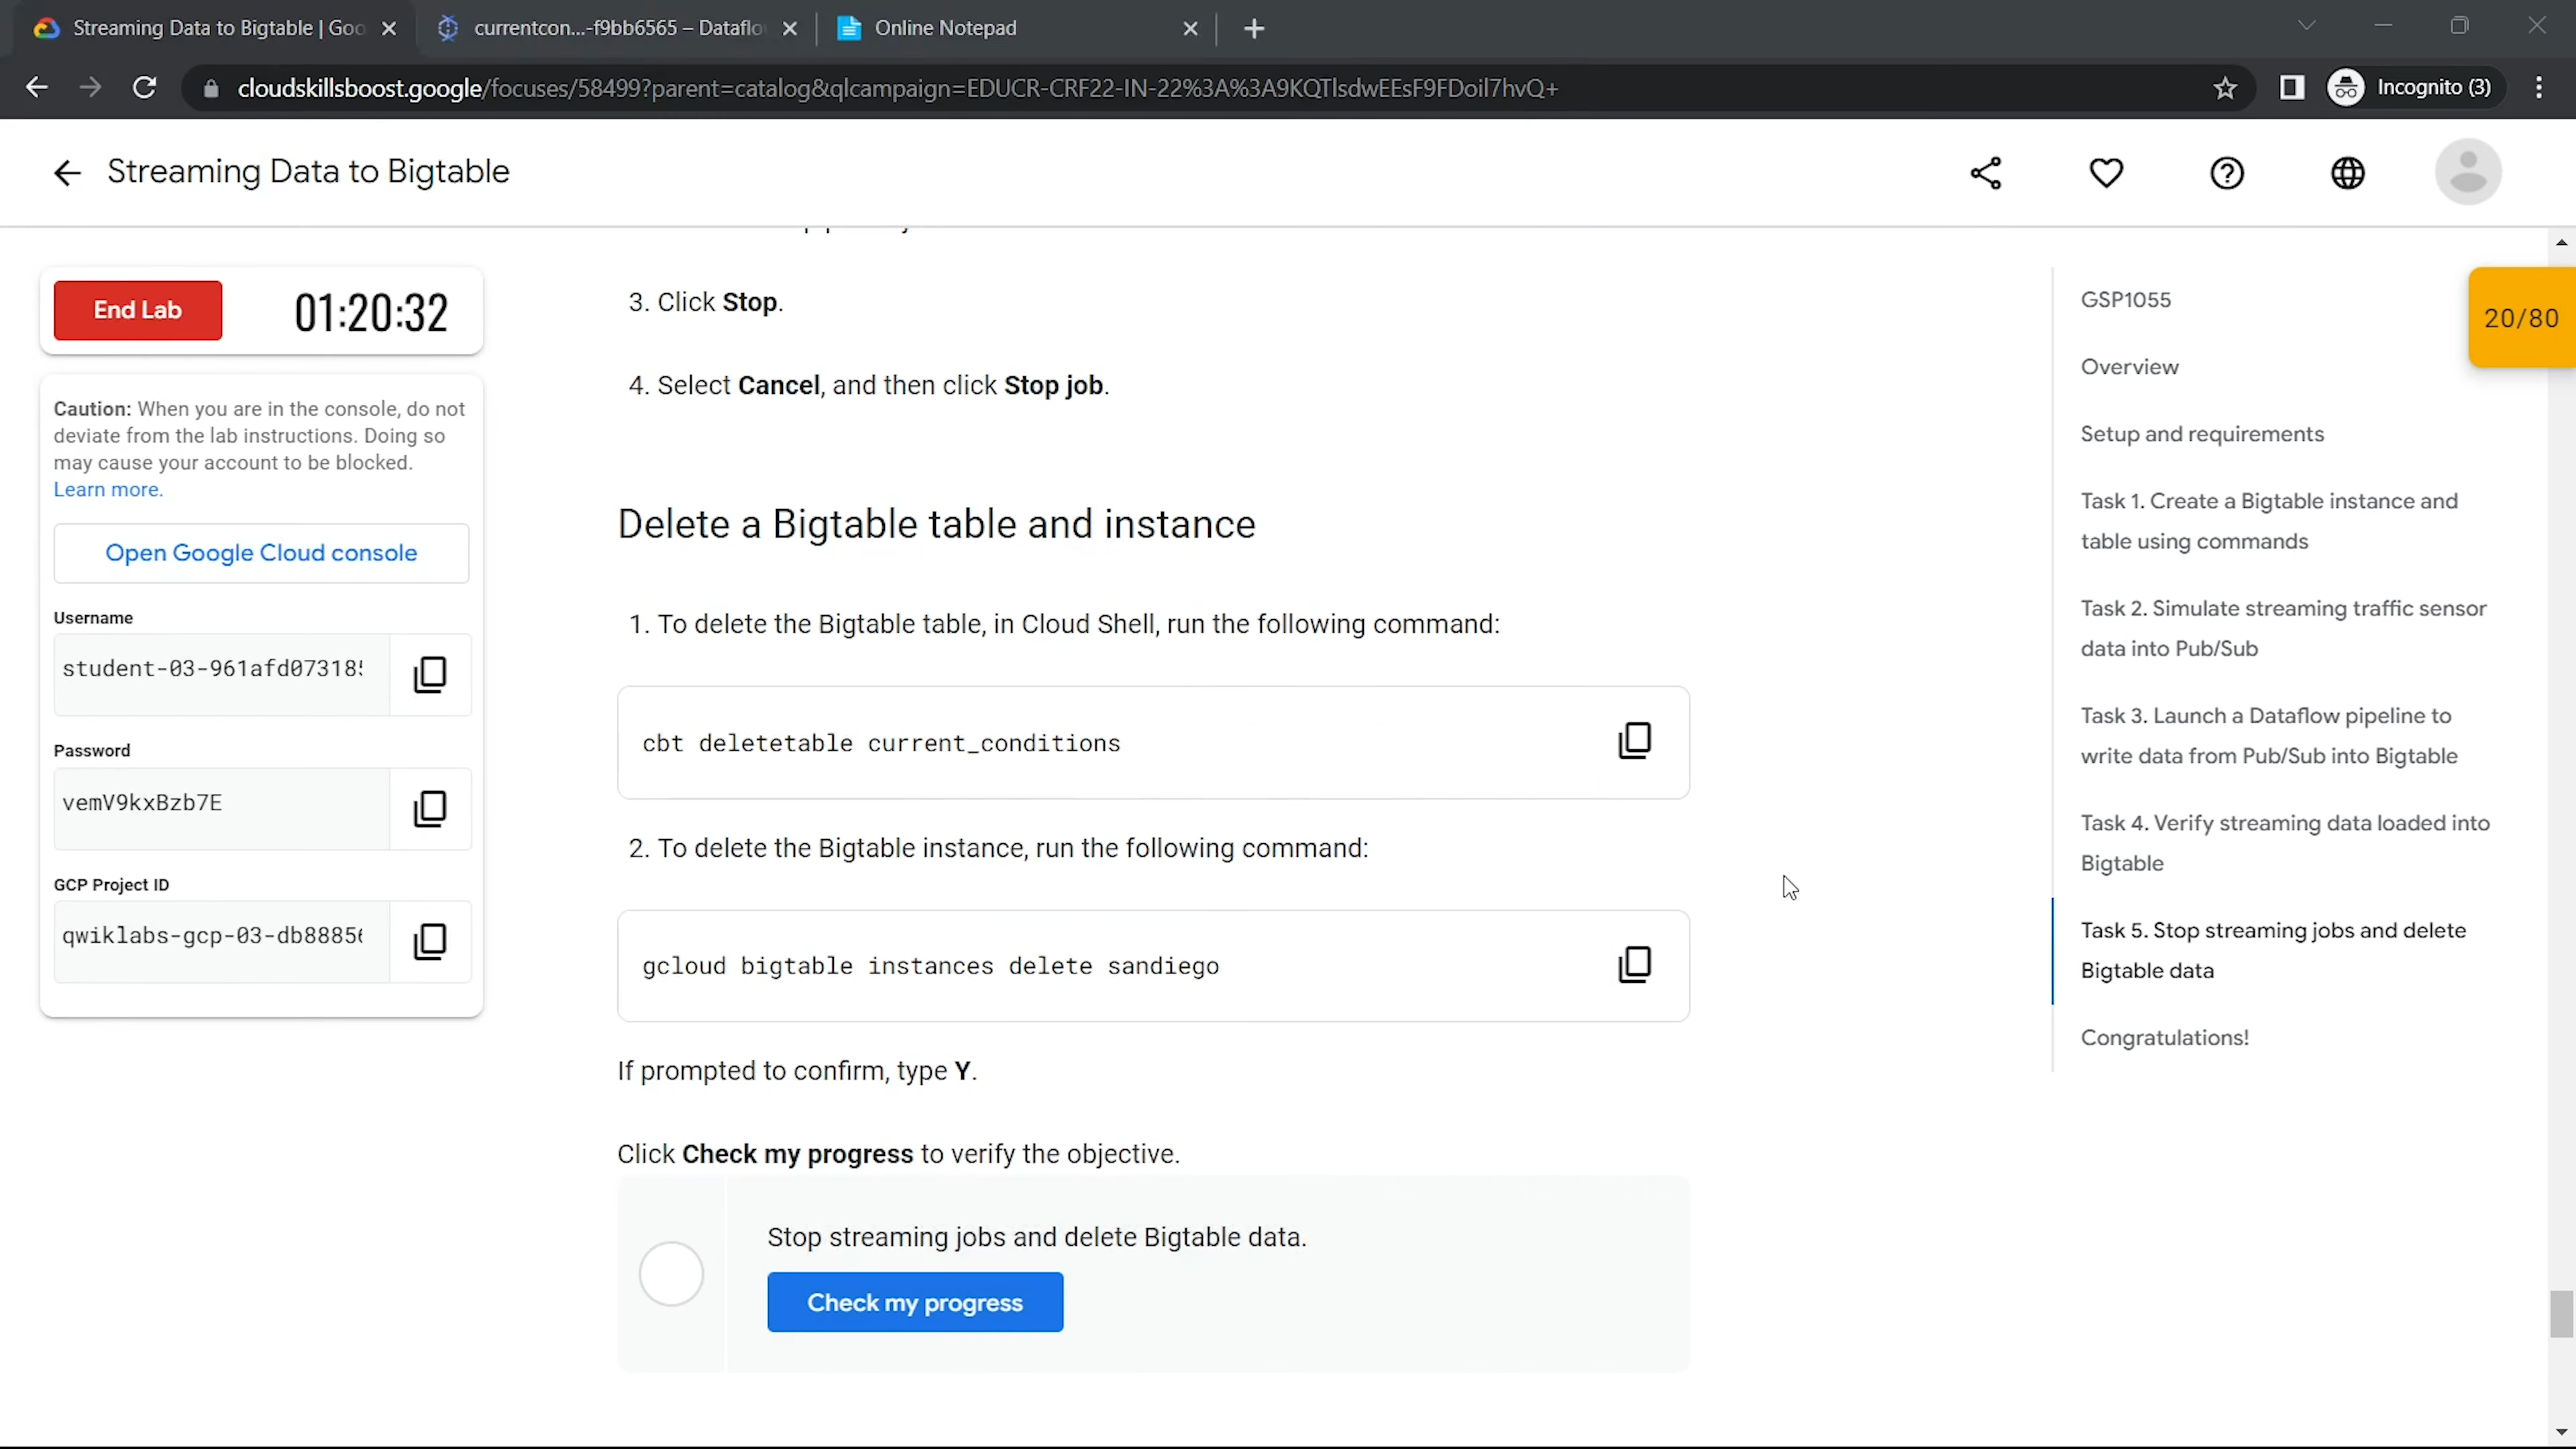 Streaming Data to Bigtable | Goo
currentcon...-f9bb6565 – Dataflo
Online Notepad
cloudskillsboost.google/focuses/58499?parent=catalog&qlcampaign=EDUCR-CRF22-IN-22%3A%3A9KQTlsdwEEsF9FDoil7hvQ+
Incognito (3)
Streaming Data to Bigtable
End Lab
01:20:32
Caution: When you are in the console, do not
deviate from the lab instructions. Doing so
may cause your account to be blocked.
Learn more.
Open Google Cloud console
Username
student-03-961afd073185
Password
vemV9kxBzb7E
GCP Project ID
qwiklabs-gcp-03-db88856
3. Click Stop.
4. Select Cancel, and then click Stop job.
Delete a Bigtable table and instance
1. To delete the Bigtable table, in Cloud Shell, run the following command:
cbt deletetable current_conditions
2. To delete the Bigtable instance, run the following command:
gcloud bigtable instances delete sandiego
If prompted to confirm, type Y.
Click Check my progress to verify the objective.
Stop streaming jobs and delete Bigtable data.
Check my progress
GSP1055
Overview
Setup and requirements
Task 1. Create a Bigtable instance and
table using commands
Task 2. Simulate streaming traffic sensor
data into Pub/Sub
Task 3. Launch a Dataflow pipeline to
write data from Pub/Sub into Bigtable
Task 4. Verify streaming data loaded into
Bigtable
Task 5. Stop streaming jobs and delete
Bigtable data
Congratulations!
20/80